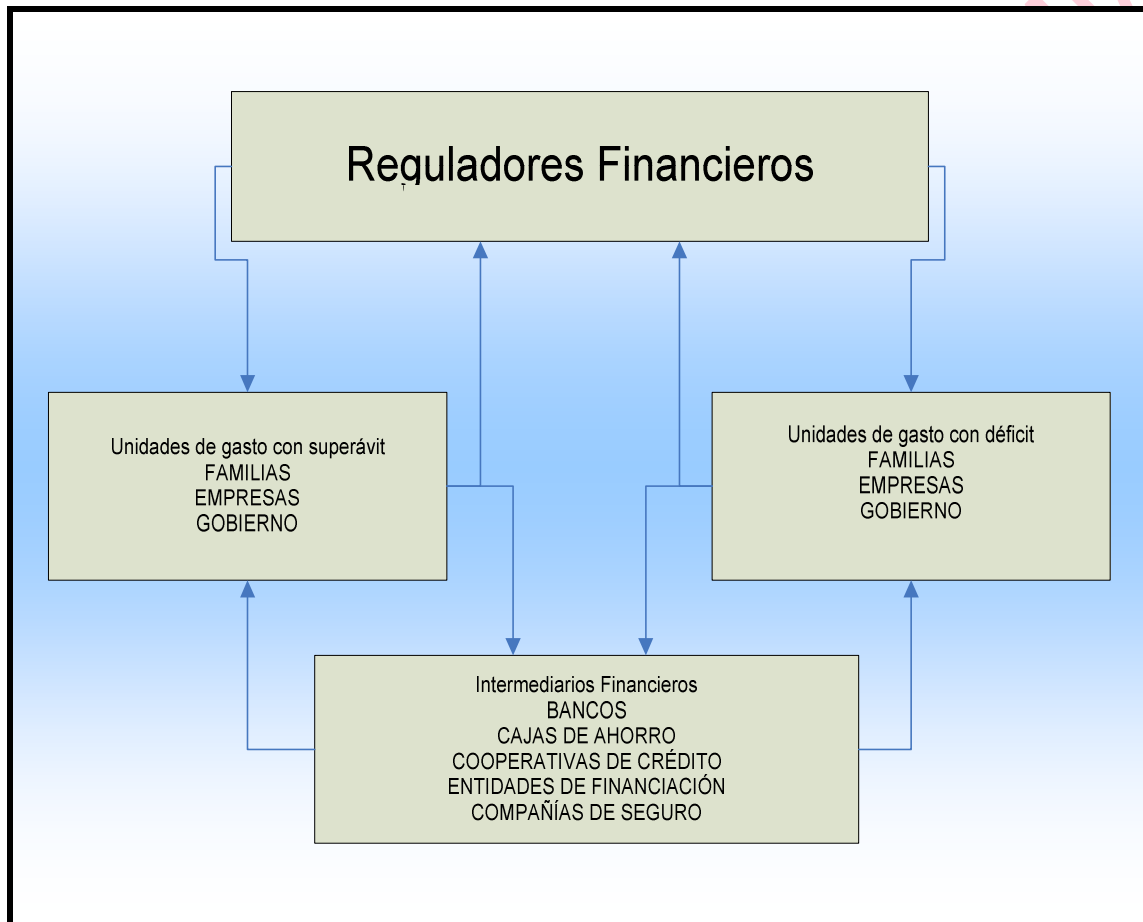 Reguladores Financieros
Unidades de gasto con superávit
FAMILIAS
EMPRESAS
GOBIERNO
Unidades de gasto con déficit
FAMILIAS
EMPRESAS
GOBIERNO
Intermediarios Financieros
BANCOS
CAJAS DE AHORRO
COOPERATIVAS DE CRÉDITO
ENTIDADES DE FINANCIACIÓN
COMPAÑÍAS DE SEGURO